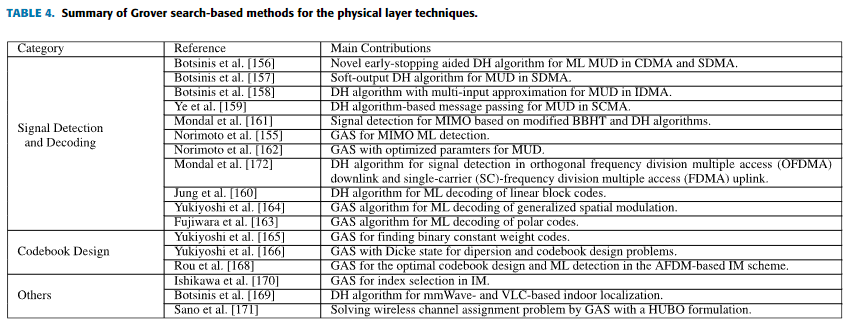 TABLE 4. Summary of Grover search-based methods for the physical layer techniques.
Category Reference Main Contributions
Signal Detection and Decoding
Botsinis et al. [156] Novel early-stopping aided DH algorithm for ML MUD in CDMA and SDMA.
Botsinis et al. [157] Soft-output DH algorithm for MUD in SDMA.
Botsinis et al. [158] DH algorithm with multi-input approximation for MUD in IDMA.
Ye et al. [159] DH algorithm-based message passing for MUD in SCMA.
Mondal et al. [161] Signal detection for MIMO based on modified BBHT and DH algorithms.
Norimoto et al. [155] GAS for MIMO ML detection.
Norimoto et al. [162] GAS with optimized paramters for MUD.
Mondal et al. [172] DH algorithm for signal detection in orthogonal frequency division multiple access (OFDMA)
downlink and single-carrier (SC)-frequency division multiple access (FDMA) uplink.
Jung et al. [160] DH algorithm for ML decoding of linear block codes.
Yukiyoshi et al. [164] GAS algorithm for ML decoding of generalized spatial modulation.
Fujiwara et al. [163] GAS algorithm for ML decoding of polar codes.
Codebook Design
Yukiyoshi et al. [165] GAS for finding binary constant weight codes.
Yukiyoshi et al. [166] GAS with Dicke state for dipersion and codebook design problems.
Rou et al. [168] GAS for the optimal codebook design and ML detection in the AFDM-based IM scheme.
Others
Ishikawa et al. [170] GAS for index selection in IM.
Botsinis et al. [169] DH algorithm for mmWave- and VLC-based indoor localization.
Sano et al. [171] Solving wireless channel assignment problem by GAS with a HUBO formulation.